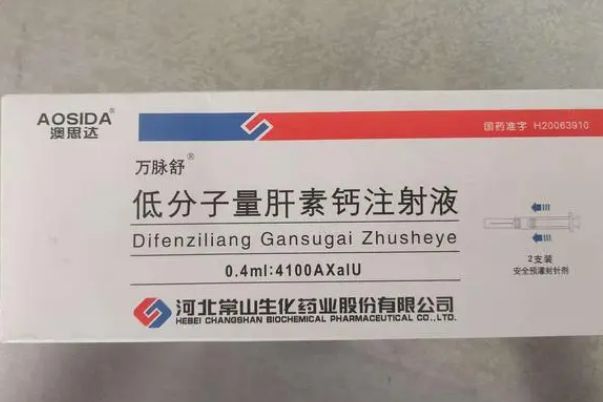 AOSIDA®
澳思达
国药准字 H20063910
万脉舒®
低分子量肝素钙注射液
Difenziliang Gansugai Zhusheye
0.4ml:4100AXaIU
2支装
安全预灌封针剂
河北常山生化药业股份有限公司
HEBEI CHANGSHAN BIOCHEMICAL PHARMACEUTICAL CO.,LTD.